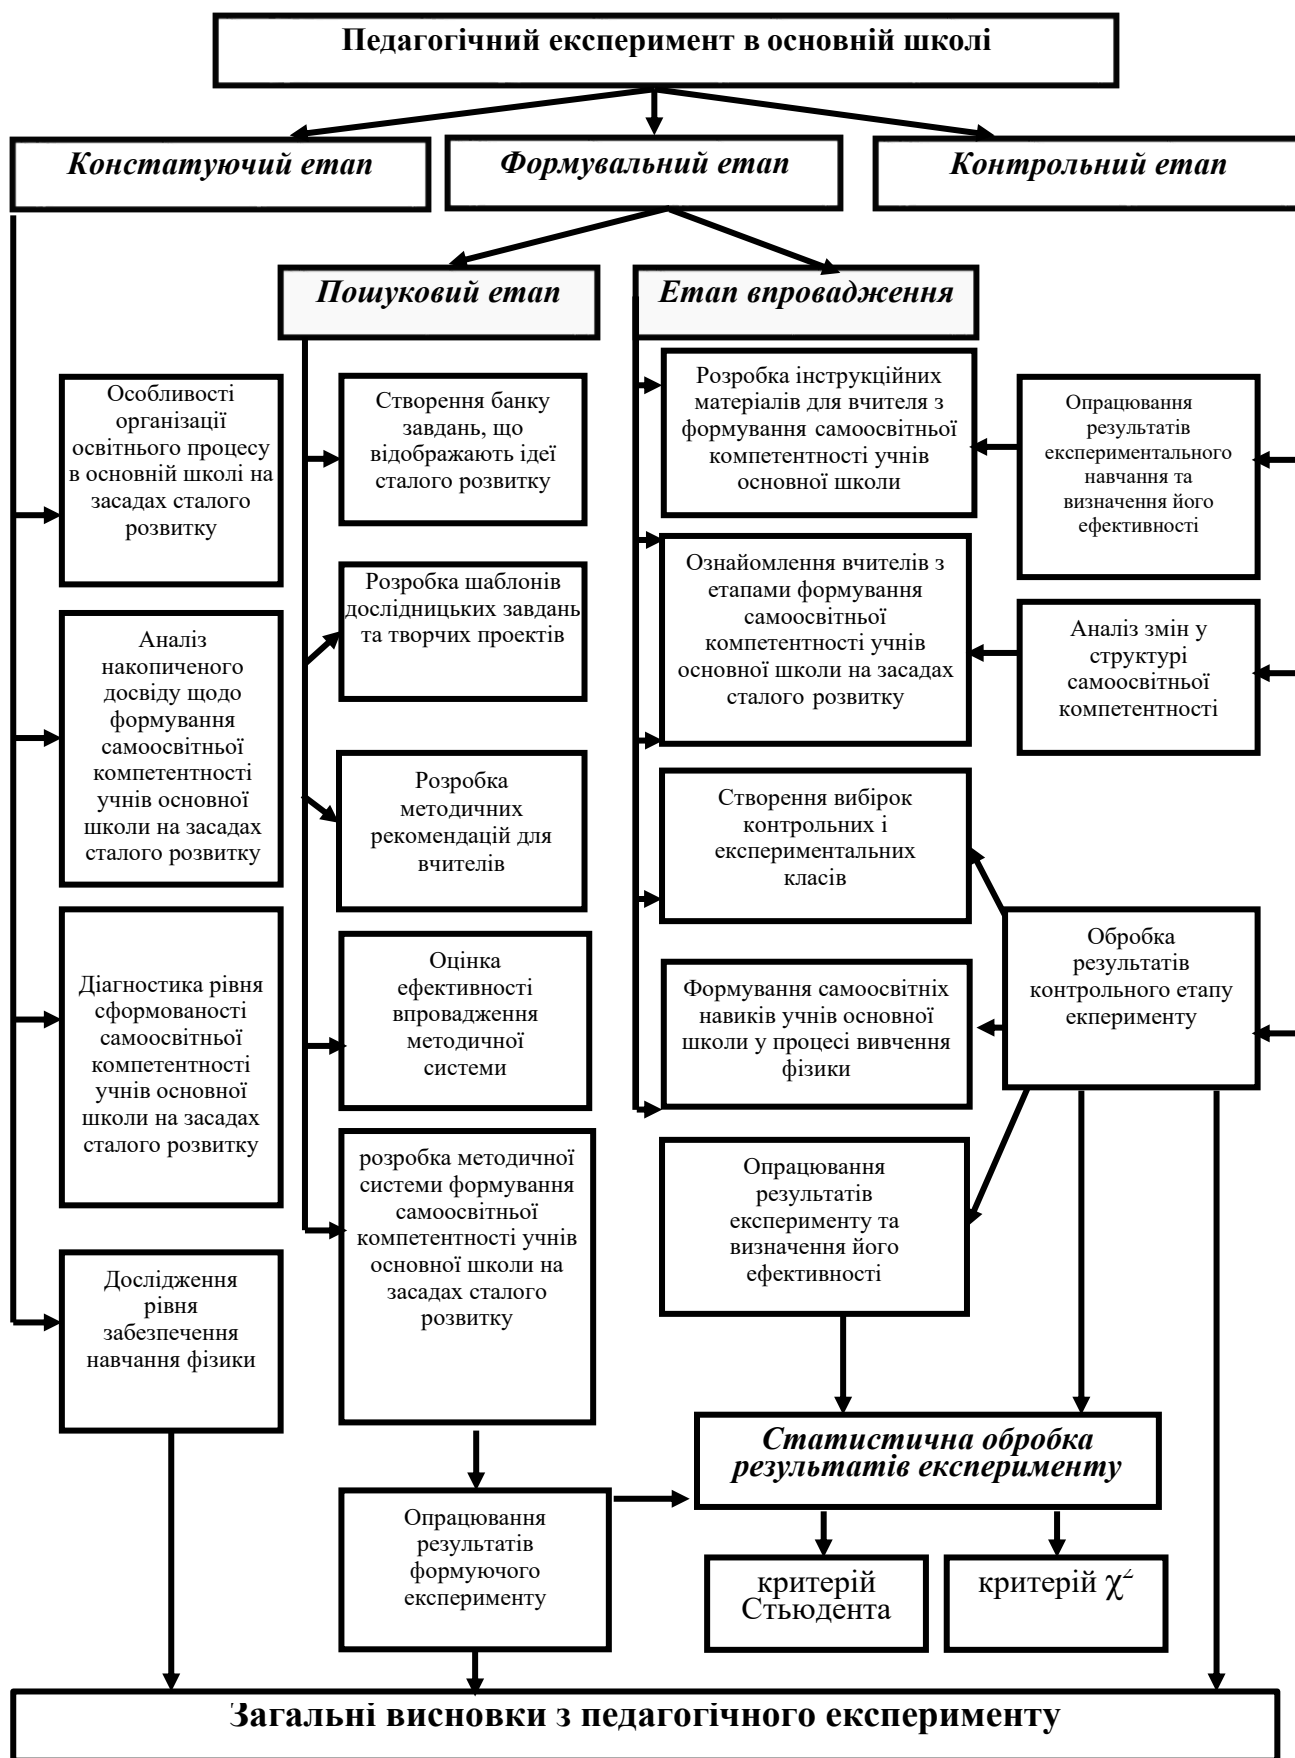 Педагогічний експеримент в основній школі
Констатуючий етап
Формувальний етап
Контрольний етап
Пошуковий етап
Етап впровадження
Особливості
організації
освітнього процесу
в основній школі на
засадах сталого
розвитку
Аналіз
накопиченого
досвіду щодо
формування
самоосвітньої
компетентності
учнів основної
школи на засадах
сталого розвитку
Діагностика рівня
сформованості
самоосвітньої
компетентності
учнів основної
школи на засадах
сталого розвитку
Дослідження
рівня
забезпечення
навчання фізики
Створення банку
завдань, що
відображають ідеї
сталого розвитку
Розробка шаблонів
дослідницьких завдань
та творчих проектів
Розробка
методичних
рекомендацій для
вчителів
Оцінка
ефективності
впровадження
методичної
системи
розробка методичної
системи формування
самоосвітньої
компетентності учнів
основної школи на
засадах сталого
розвитку
Опрацювання
результатів
формуючого
експерименту
Розробка інструкційних
матеріалів для вчителя з
формування самоосвітньої
компетентності учнів
основної школи
Ознайомлення вчителів з
етапами формування
самоосвітньої
компетентності учнів
основної школи на засадах
сталого розвитку
Створення вибірок
контрольних і
експериментальних
класів
Формування самоосвітніх
навиків учнів основної
школи у процесі вивчення
фізики
Опрацювання
результатів
експерименту та
визначення його
ефективності
Опрацювання
результатів
експериментального
навчання та
визначення його
ефективності
Аналіз змін у
структурі
самоосвітньої
компетентності
Обробка
результатів
контрольного етапу
екперименту
Статистична обробка
результатів експерименту
критерій
Стьюдента
критерій χ²
Загальні висновки з педагогічного експерименту